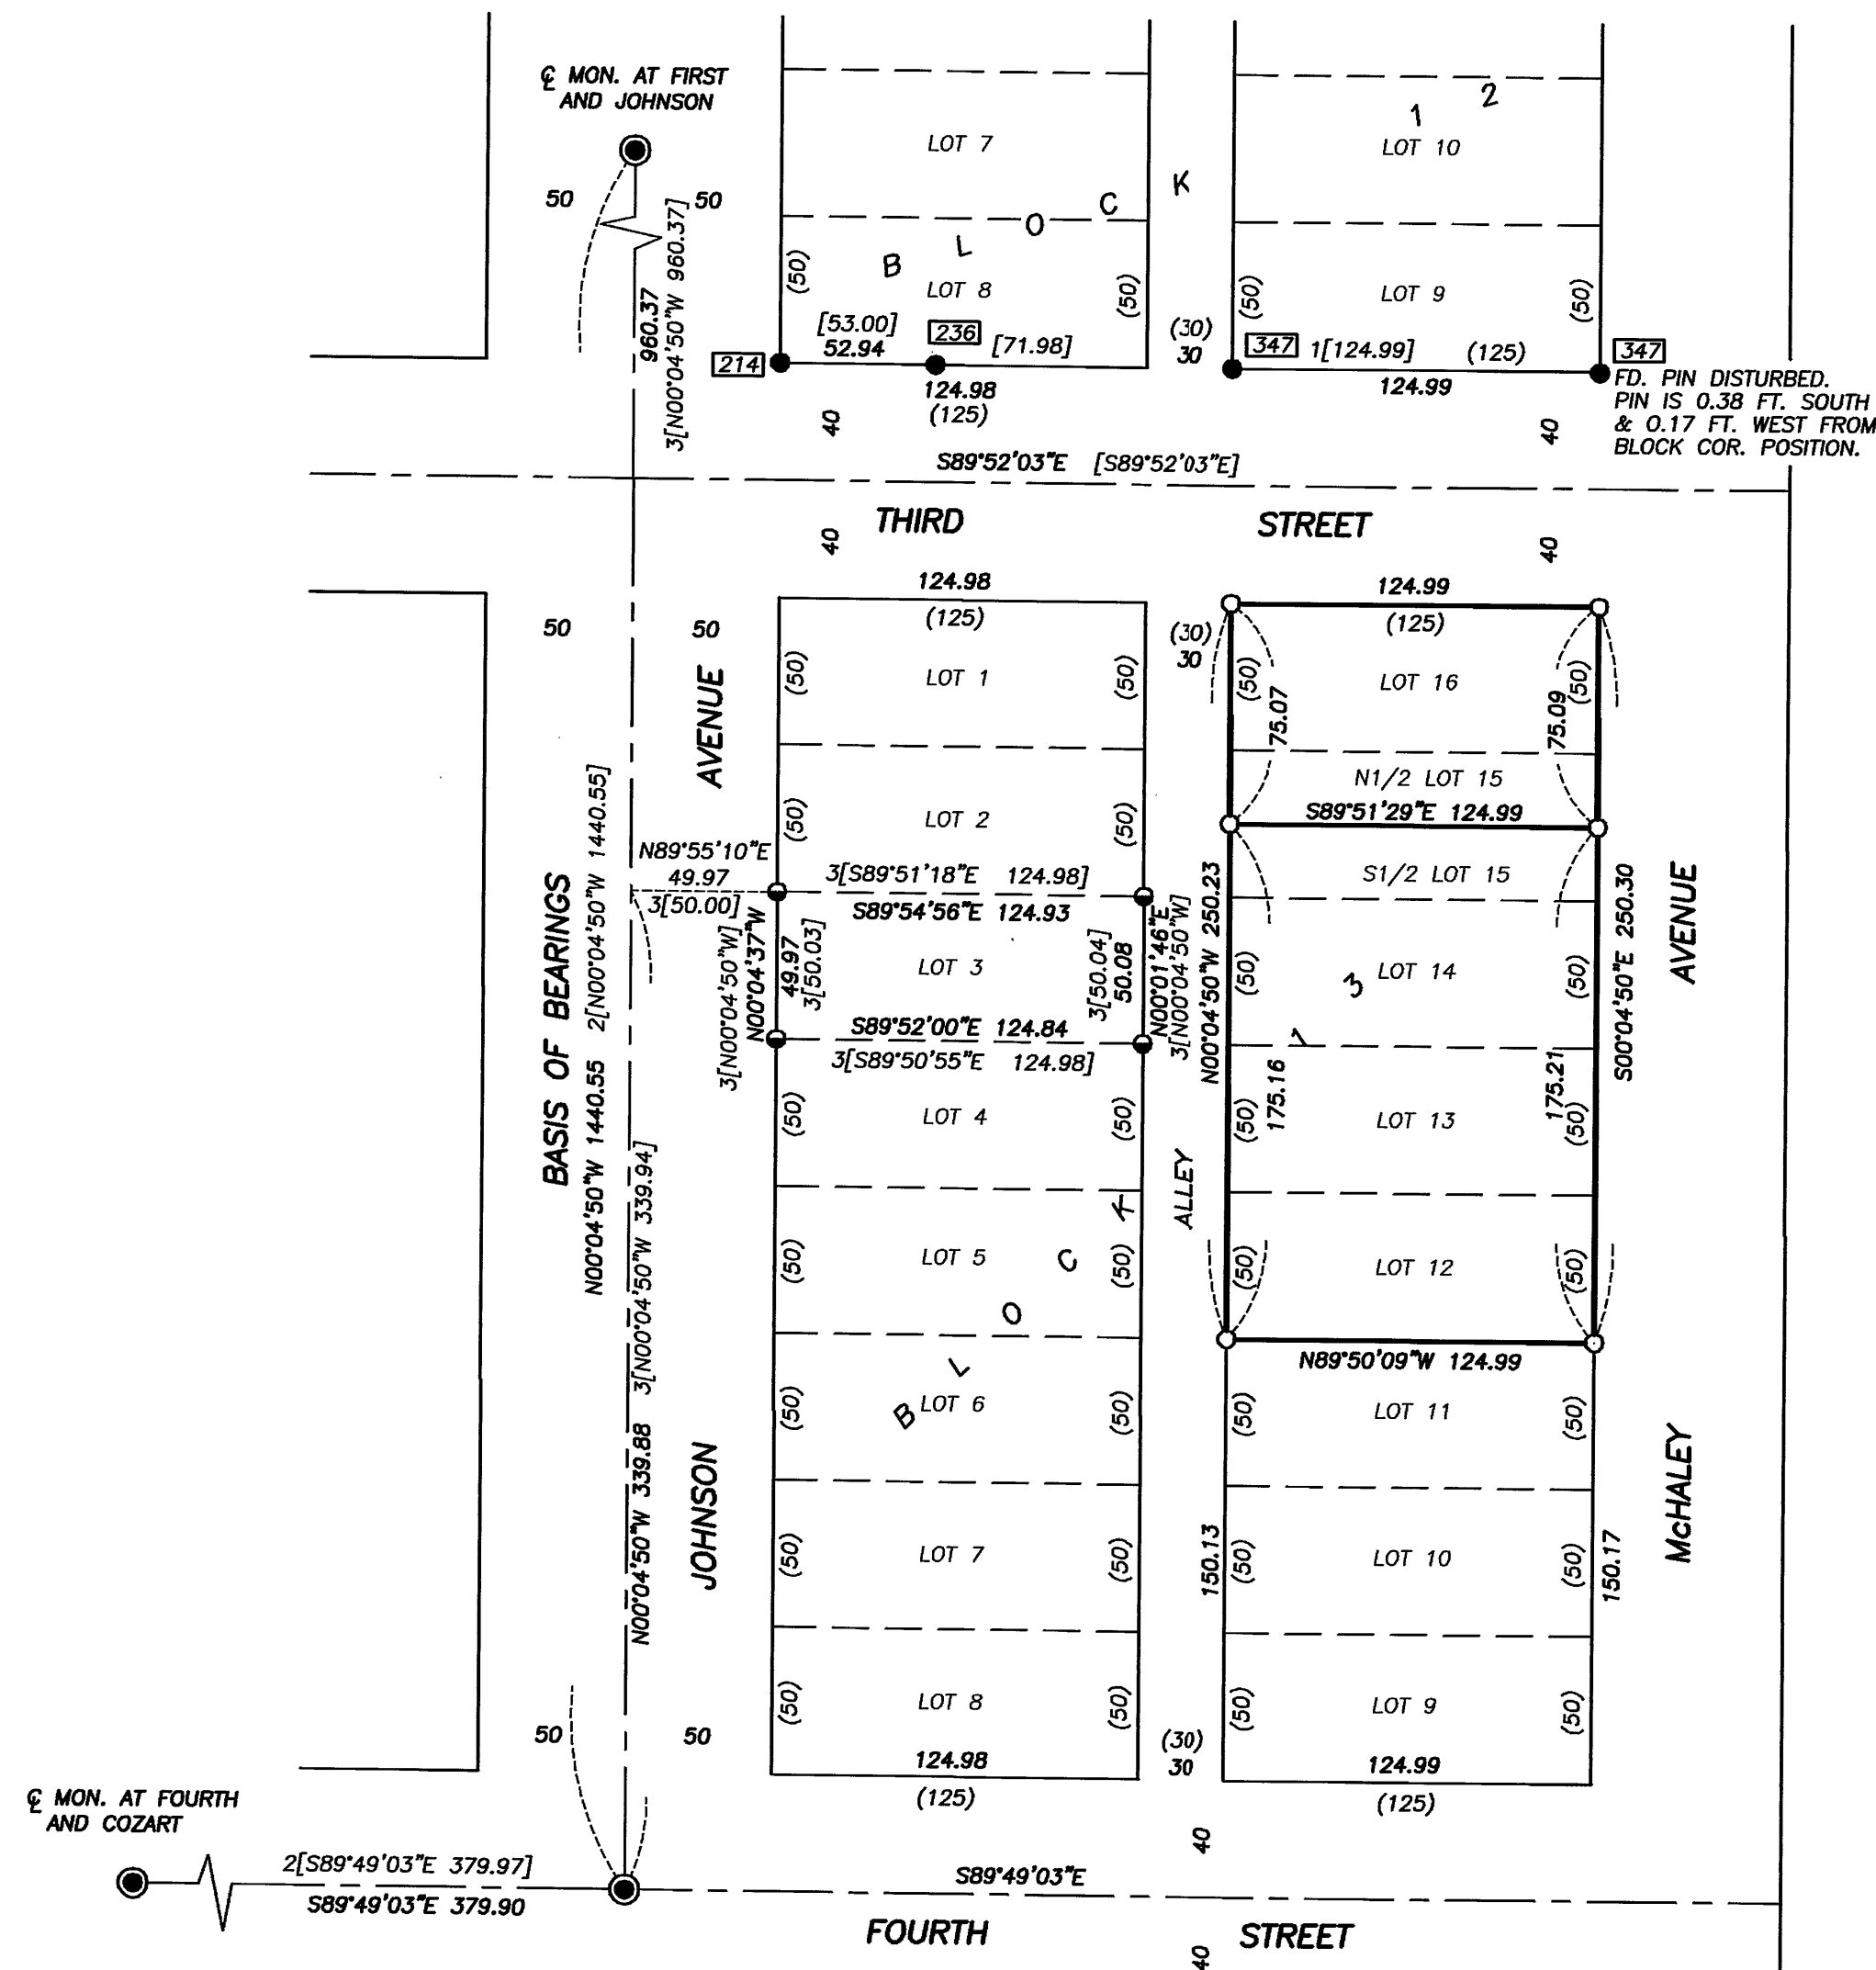 ℄ MON. AT FIRST
AND JOHNSON
50
50
960.37
3[N00°04'50"W 960.37]
LOT 7
LOT 10
B L O C K 1 2
(50)
(50)
LOT 8
(50)
(50)
LOT 9
[53.00]
52.94
236
[71.98]
214
124.98
(125)
(30)
30
347
1[124.99]
(125)
124.99
347
FD. PIN DISTURBED.
PIN IS 0.38 FT. SOUTH
& 0.17 FT. WEST FROM
BLOCK COR. POSITION.
40
40
S89°52'03"E [S89°52'03"E]
THIRD STREET
40
40
124.98
(125)
124.99
(125)
50
50
(30)
30
(50)
LOT 1
(50)
(50)
LOT 16
(50)
75.07
75.09
AVENUE
(50)
LOT 2
(50)
N1/2 LOT 15
S89°51'29"E 124.99
S1/2 LOT 15
N89°55'10"E
49.97
3[50.00]
3[S89°51'18"E 124.98]
S89°54'56"E 124.93
3[N00°04'50"W]
N00°04'37"W
49.97
3[50.03]
LOT 3
3[50.04]
50.08
N00°01'46"E
3[N00°04'50"W]
N00°04'50"W 250.23
S00°04'50"E 250.30
AVENUE
(50)
LOT 14
(50)
S89°52'00"E 124.84
3[S89°50'55"E 124.98]
BASIS OF BEARINGS
N00°04'50"W 1440.55 2[N00°04'50"W 1440.55]
(50)
LOT 4
(50)
(50)
175.16
LOT 13
175.21
(50)
ALLEY
N00°04'50"W 339.88 3[N00°04'50"W 339.94]
(50)
LOT 5
(50)
(50)
LOT 12
(50)
N89°50'09"W 124.99
B L O C K 1 3
(50)
LOT 6
(50)
(50)
LOT 11
(50)
JOHNSON
McHALEY
(50)
LOT 7
(50)
150.13
(50)
LOT 10
(50)
150.17
(50)
LOT 8
(50)
(50)
LOT 9
(50)
50
50
124.98
(125)
(30)
30
124.99
(125)
℄ MON. AT FOURTH
AND COZART
2[S89°49'03"E 379.97]
S89°49'03"E 379.90
40
S89°49'03"E
FOURTH STREET
40